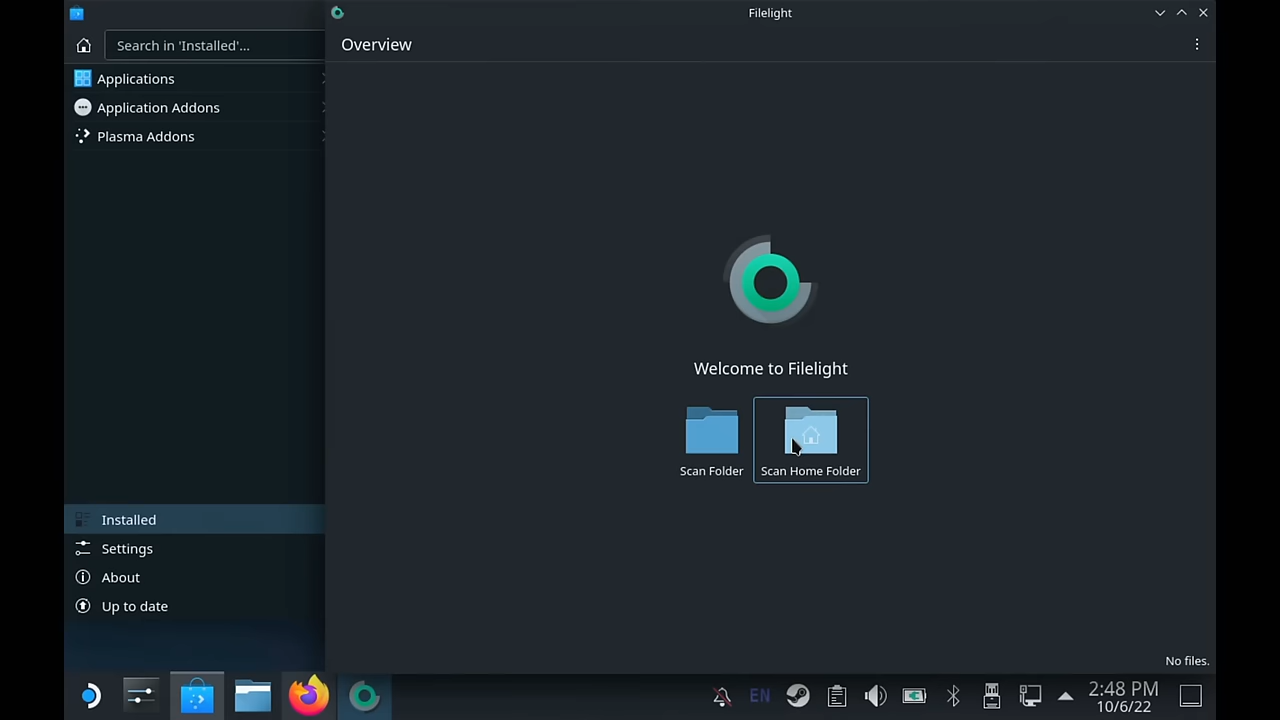 Filelight
Search in 'Installed'...
Overview
Applications
Application Addons
Plasma Addons
Welcome to Filelight
Scan Folder
Scan Home Folder
Installed
Settings
About
Up to date
No files.
EN
2:48 PM
10/6/22